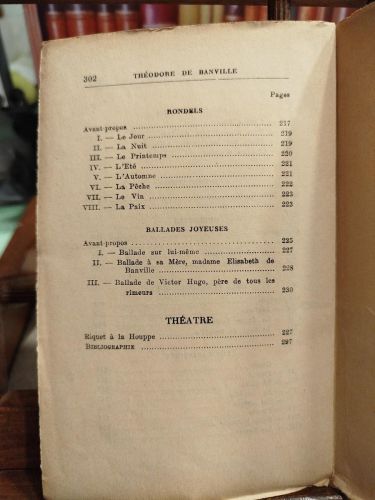 302 THÉODORE DE BANVILLE
Pages
RONDELS
Avant-propos 217
I. — Le Jour 219
II. — La Nuit 219
III. — Le Printemps 220
IV. — L'Été 221
V. — L'Automne 221
VI. — La Pêche 222
VII. — Le Vin 223
VIII. — La Paix 223
BALLADES JOYEUSES
Avant-propos 225
I. — Ballade sur lui-même 227
II. — Ballade à sa Mère, madame Elisabeth de
Banville 228
III. — Ballade de Victor Hugo, père de tous les
rimeurs 230
THÉATRE
Riquet à la Houppe 227
BIBLIOGRAPHIE 297